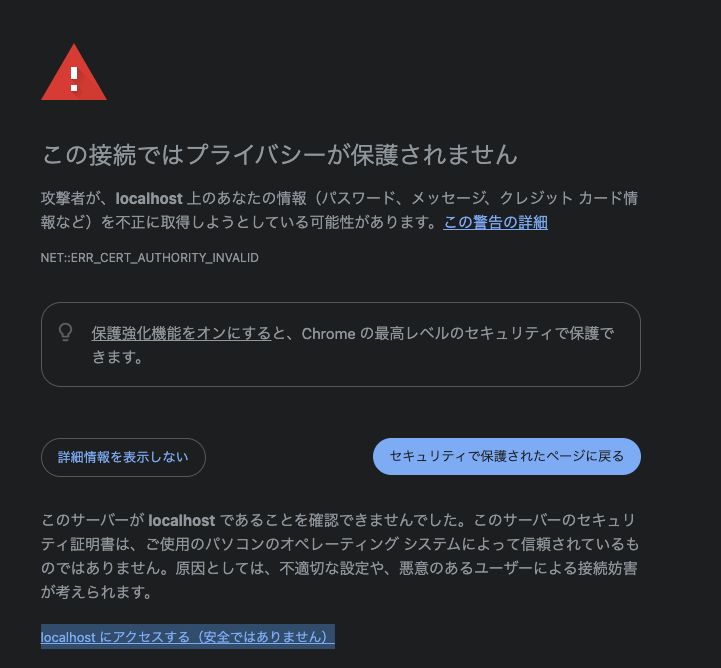 この接続ではプライバシーが保護されません
攻撃者が、localhost 上のあなたの情報（パスワード、メッセージ、クレジット カード情
報など）を不正に取得しようとしている可能性があります。この警告の詳細
NET::ERR_CERT_AUTHORITY_INVALID
保護強化機能をオンにすると、Chrome の最高レベルのセキュリティで保護で
きます。
詳細情報を表示しない
セキュリティで保護されたページに戻る
このサーバーが localhost であることを確認できませんでした。このサーバーのセキュリ
ティ証明書は、ご使用のパソコンのオペレーティング システムによって信頼されているも
のではありません。原因としては、不適切な設定や、悪意のあるユーザーによる接続妨害
が考えられます。
localhost にアクセスする（安全ではありません）